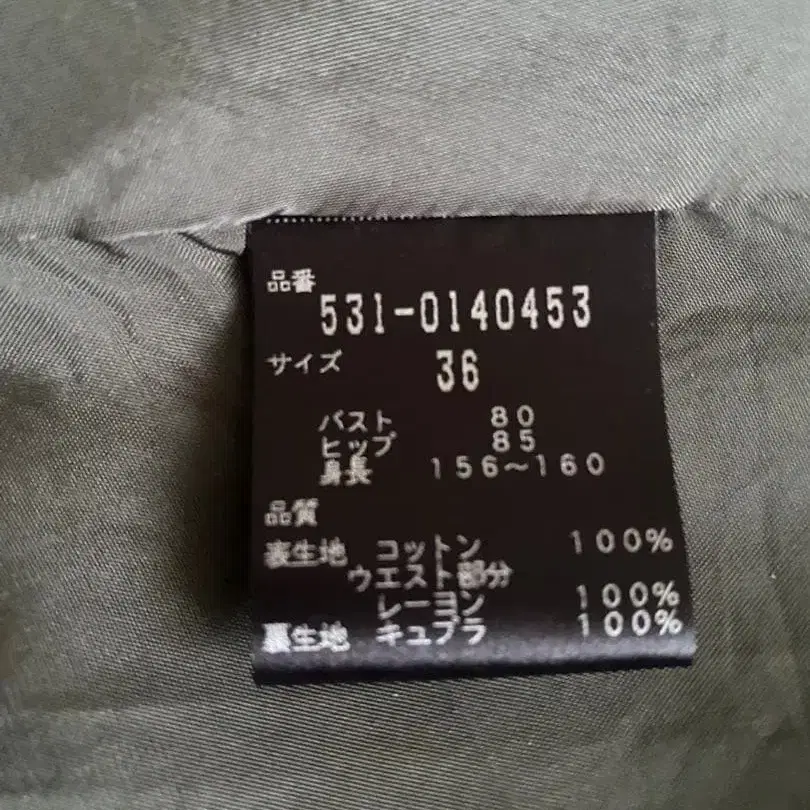 品番
531-0140453
サイズ 36
バスト 80
ヒップ 85
身長 156～160
品質
表生地 コットン 100%
ウエスト部分
レーヨン 100%
裏生地 キュプラ 100%